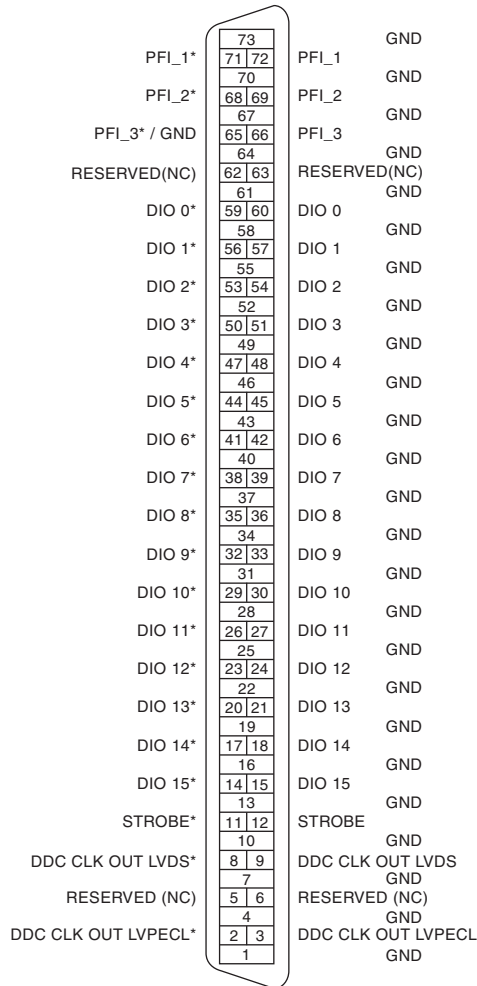 73 GND
PFI_1* 71 72 PFI_1
70 GND
PFI_2* 68 69 PFI_2
67 GND
PFI_3* / GND 65 66 PFI_3
64 GND
RESERVED(NC) 62 63 RESERVED(NC)
61 GND
DIO 0* 59 60 DIO 0
58 GND
DIO 1* 56 57 DIO 1
55 GND
DIO 2* 53 54 DIO 2
52 GND
DIO 3* 50 51 DIO 3
49 GND
DIO 4* 47 48 DIO 4
46 GND
DIO 5* 44 45 DIO 5
43 GND
DIO 6* 41 42 DIO 6
40 GND
DIO 7* 38 39 DIO 7
37 GND
DIO 8* 35 36 DIO 8
34 GND
DIO 9* 32 33 DIO 9
31 GND
DIO 10* 29 30 DIO 10
28 GND
DIO 11* 26 27 DIO 11
25 GND
DIO 12* 23 24 DIO 12
22 GND
DIO 13* 20 21 DIO 13
19 GND
DIO 14* 17 18 DIO 14
16 GND
DIO 15* 14 15 DIO 15
13 GND
STROBE* 11 12 STROBE
10 GND
DDC CLK OUT LVDS* 8 9 DDC CLK OUT LVDS
7 GND
RESERVED (NC) 5 6 RESERVED (NC)
4 GND
DDC CLK OUT LVPECL* 2 3 DDC CLK OUT LVPECL
1 GND